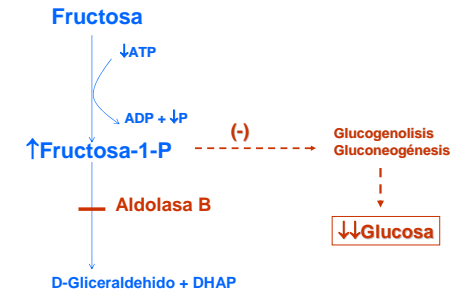 Fructosa
↓ATP
ADP + ↓P
(-)
↑Fructosa-1-P
Glucogenolisis
Gluconeogénesis
Aldolasa B
↓↓Glucosa
D-Gliceraldehido + DHAP